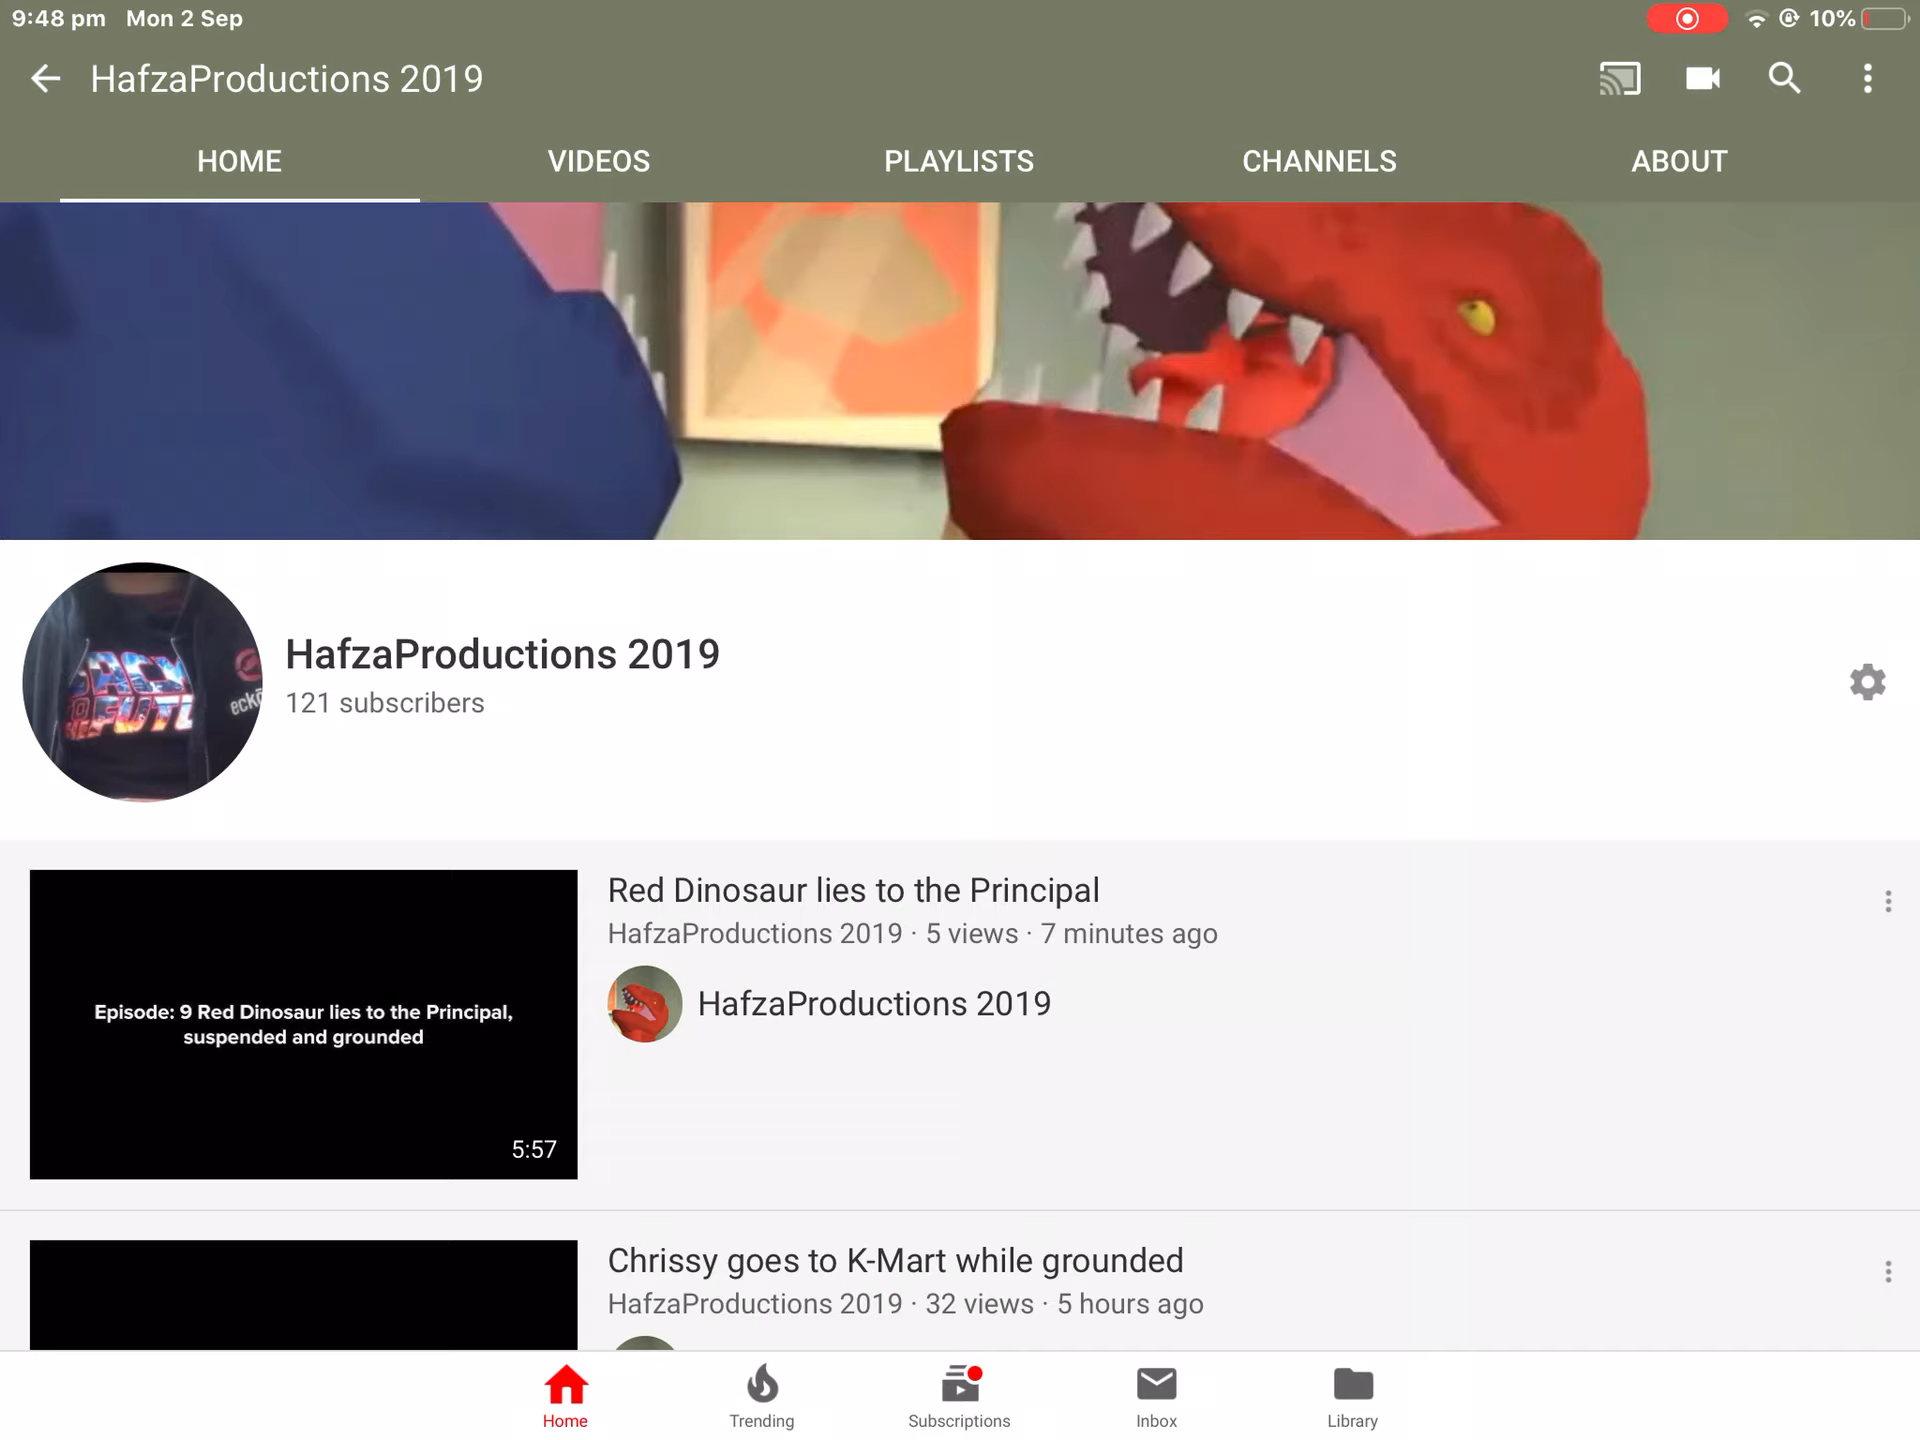 9:48 pm Mon 2 Sep 10%
HafzaProductions 2019
HOME VIDEOS PLAYLISTS CHANNELS ABOUT
HafzaProductions 2019
121 subscribers
Red Dinosaur lies to the Principal
HafzaProductions 2019 · 5 views · 7 minutes ago
HafzaProductions 2019
Episode: 9 Red Dinosaur lies to the Principal,
suspended and grounded
5:57
Chrissy goes to K-Mart while grounded
HafzaProductions 2019 · 32 views · 5 hours ago
Home Trending Subscriptions Inbox Library